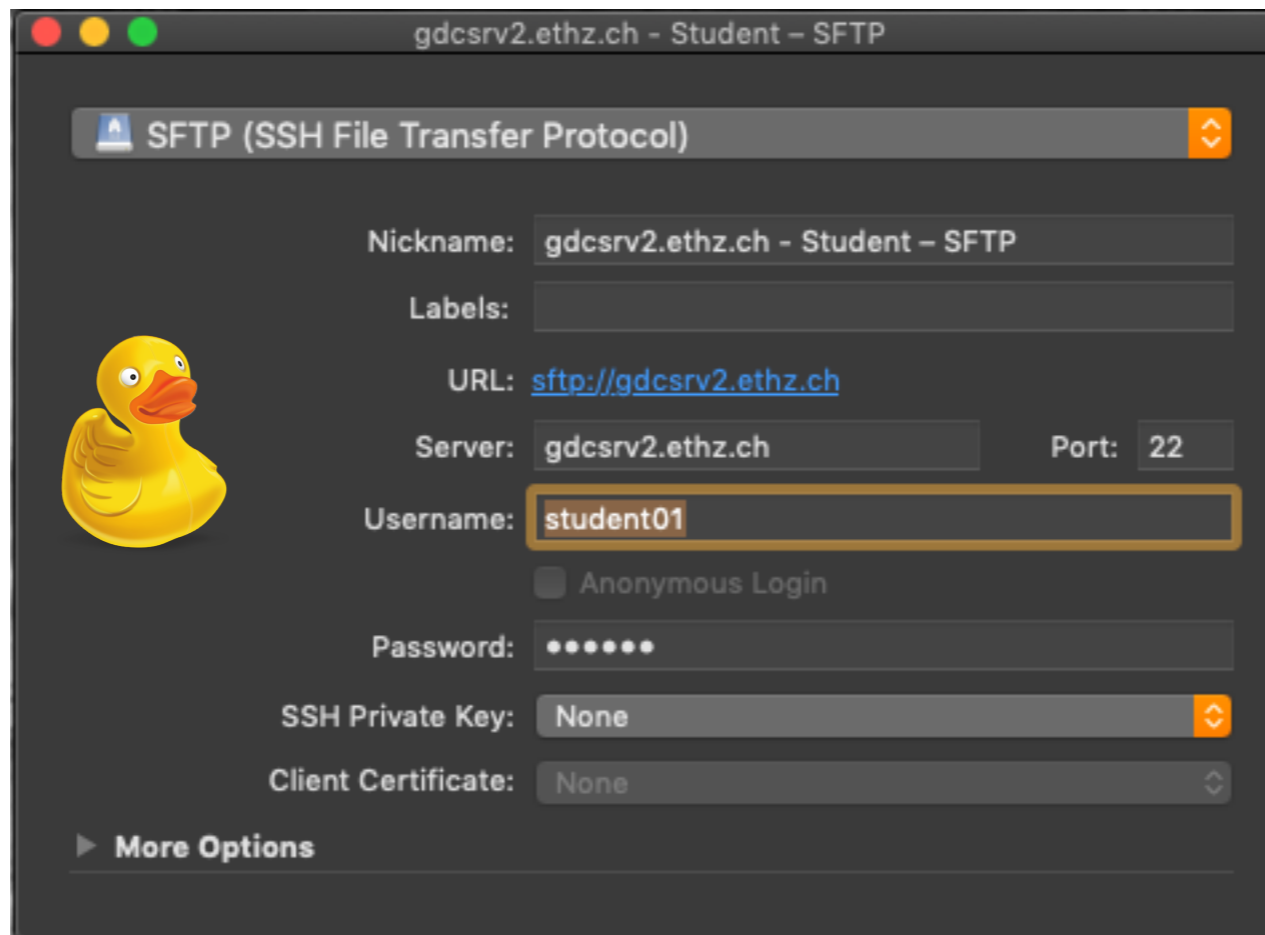 gdcsrv2.ethz.ch - Student – SFTP
SFTP (SSH File Transfer Protocol)
Nickname: gdcsrv2.ethz.ch - Student – SFTP
Labels:
URL: sftp://gdcsrv2.ethz.ch
Server: gdcsrv2.ethz.ch Port: 22
Username: student01
Anonymous Login
Password: ••••••
SSH Private Key: None
Client Certificate: None
More Options